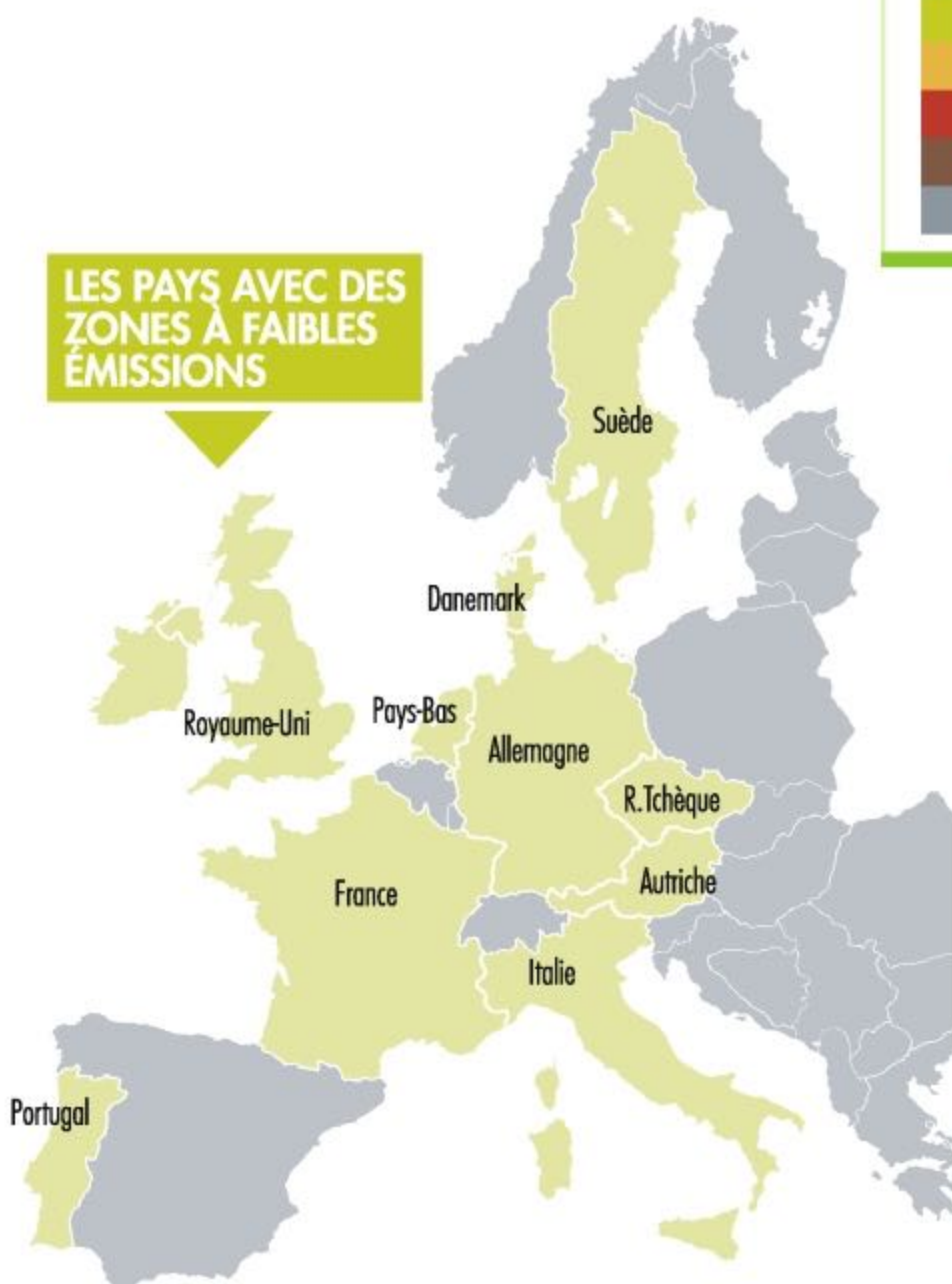 LES PAYS AVEC DES
ZONES À FAIBLES
ÉMISSIONS
Suède
Danemark
Royaume-Uni
Pays-Bas
Allemagne
R.Tchèque
Autriche
France
Italie
Portugal